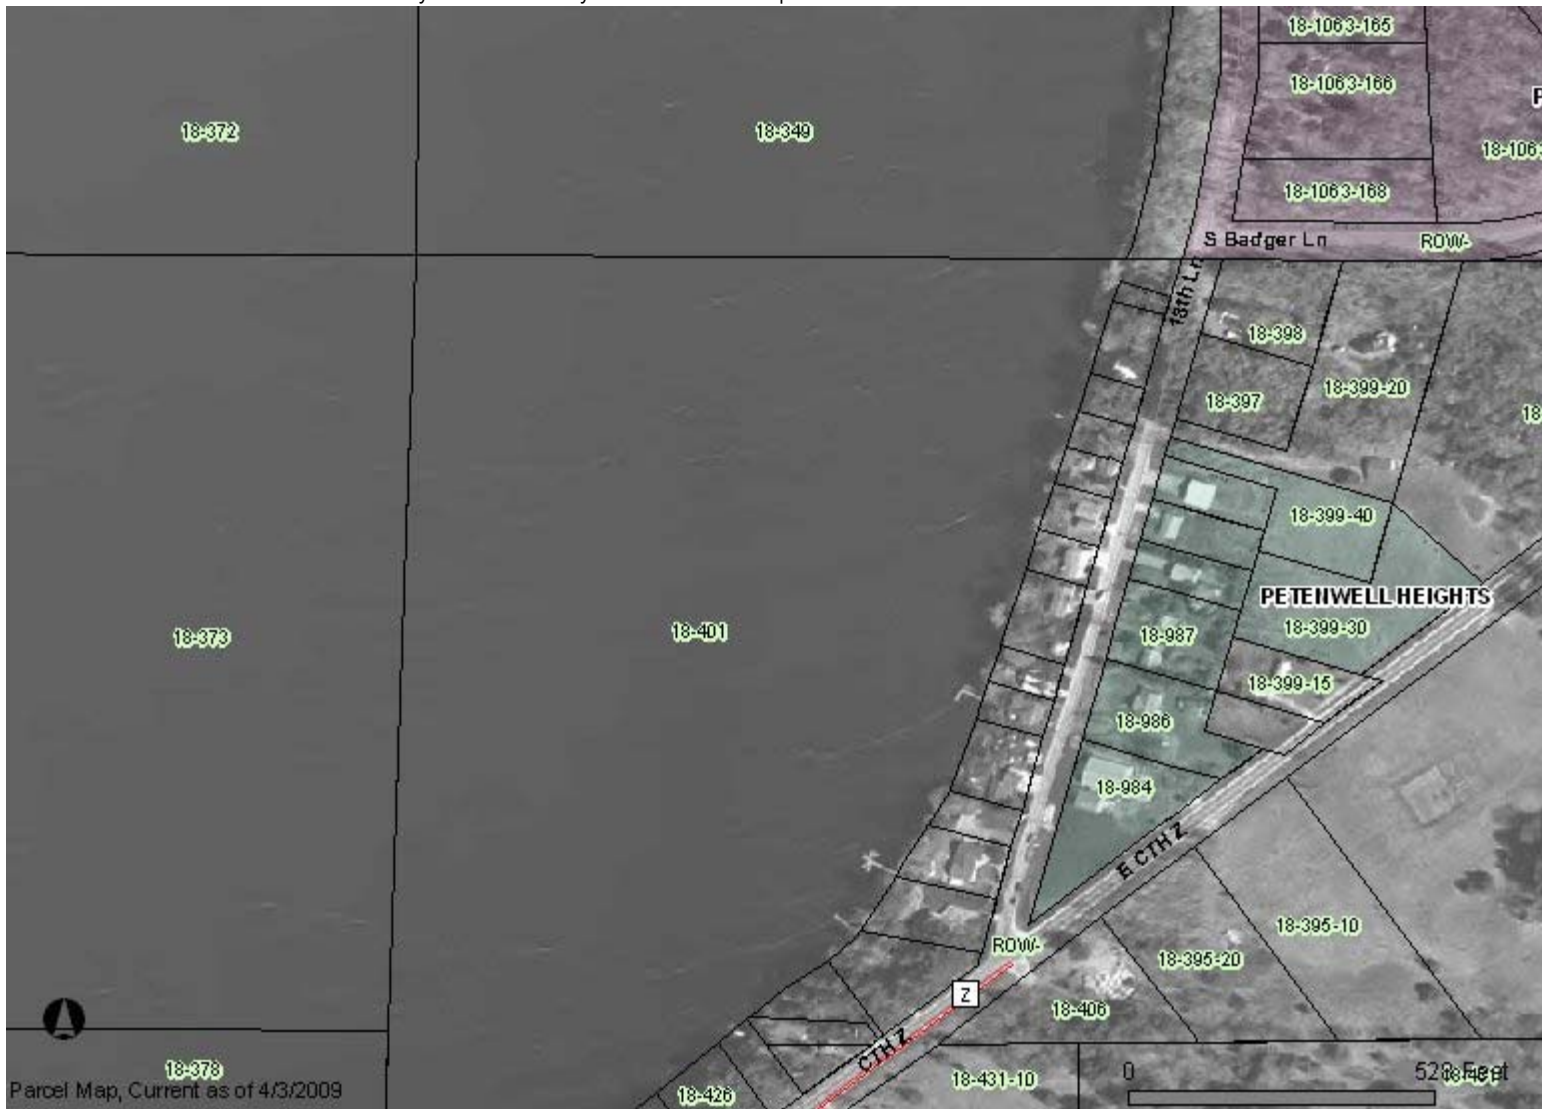 18-1063-165
18-1063-166
18-372
18-349
18-1063-168
S Badger Ln
ROW-
13th Ln
18-398
18-399-20
18-397
18-399-40
PETENWELL HEIGHTS
18-399-30
18-373
18-401
18-987
18-399-15
18-986
18-984
E CTH Z
18-395-10
ROW-
18-395-20
Z
18-406
CTH Z
18-378
18-431-10
0
528 Feet
Parcel Map, Current as of 4/3/2009
18-426